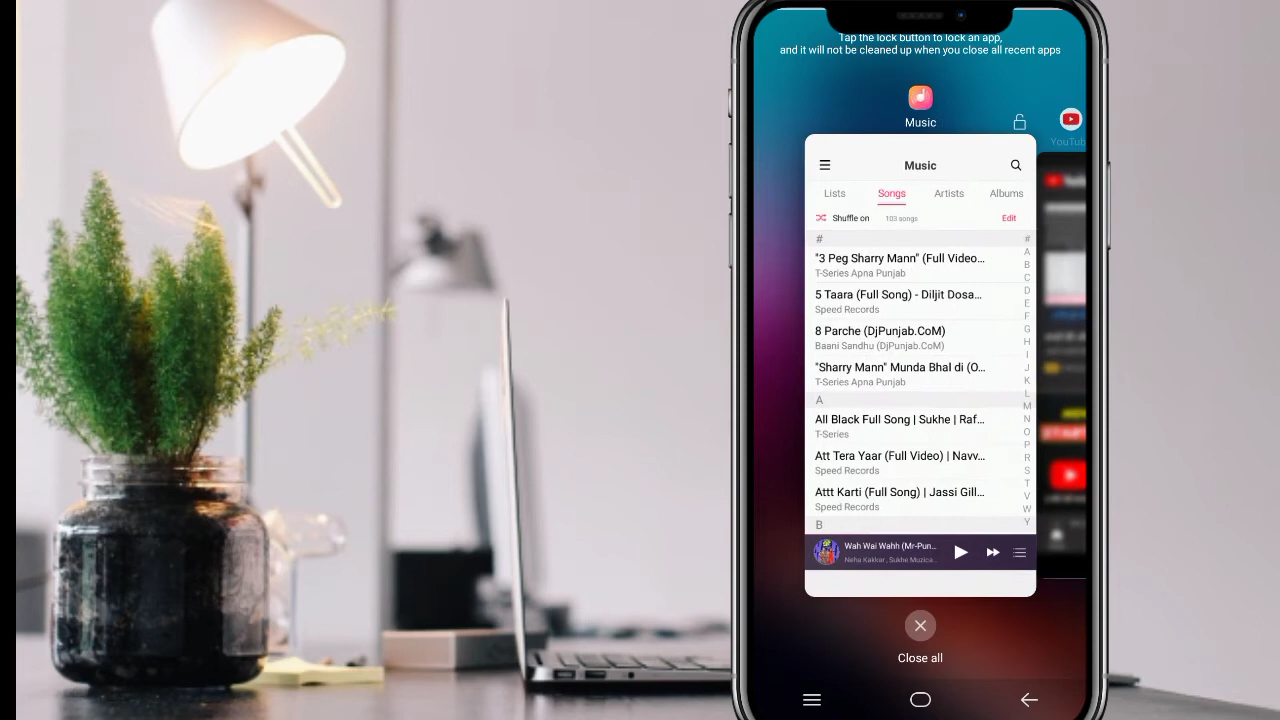 Tap the lock button to lock an app,
and it will not be cleaned up when you close all recent apps
Music
YouTub
Music
Lists Songs Artists Albums
Shuffle on 103 songs Edit
#
"3 Peg Sharry Mann" (Full Video...
T-Series Apna Punjab
5 Taara (Full Song) - Diljit Dosa...
Speed Records
8 Parche (DjPunjab.CoM)
Baani Sandhu (DjPunjab.CoM)
"Sharry Mann" Munda Bhal di (O...
T-Series Apna Punjab
A
All Black Full Song | Sukhe | Raf...
T-Series
Att Tera Yaar (Full Video) | Navv...
Speed Records
Attt Karti (Full Song) | Jassi Gill...
Speed Records
B
#
A
B
C
D
E
F
G
H
I
J
K
L
M
N
O
P
R
S
T
V
W
Y
Wah Wai Wahh (Mr-Pun...
Neha Kakkar, Sukhe Muzica...
Close all